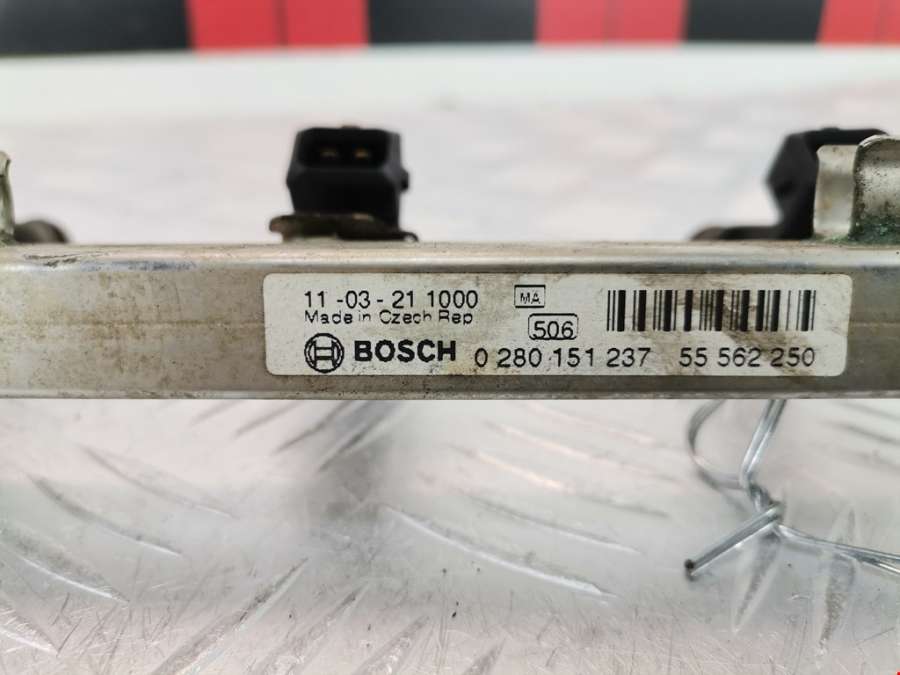 11 -03 - 21 1000 MA
Made in Czech Rep 506
BOSCH 0 280 151 237 55 562 250